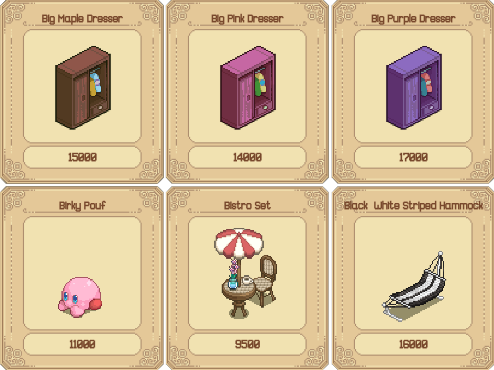 Big Maple Dresser
Big Pink Dresser
Big Purple Dresser
15000
14000
17000
Birky Pouf
Bistro Set
Black White Striped Hammock
11000
9500
16000